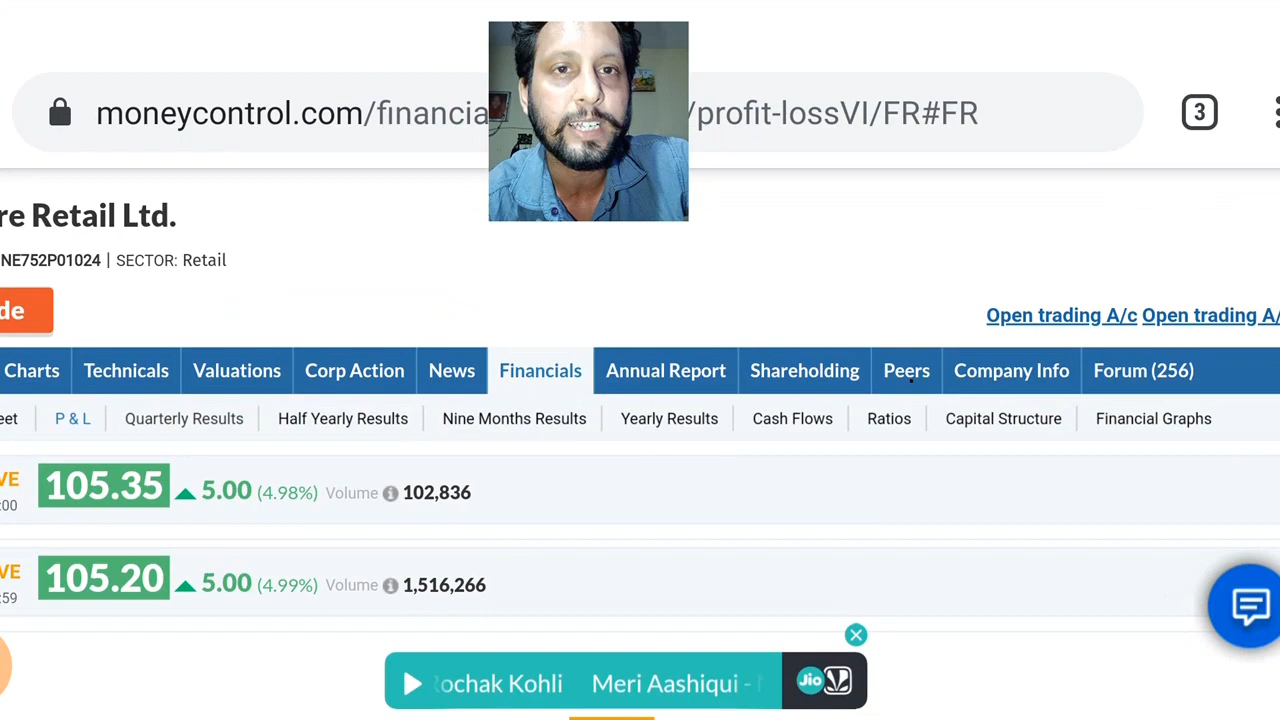 moneycontrol.com/financia /profit-lossVI/FR#FR
3
re Retail Ltd.
NE752P01024 | SECTOR: Retail
de
Open trading A/c Open trading A/
Charts Technicals Valuations Corp Action News Financials Annual Report Shareholding Peers Company Info Forum (256)
eet P & L Quarterly Results Half Yearly Results Nine Months Results Yearly Results Cash Flows Ratios Capital Structure Financial Graphs
VE 105.35 5.00 (4.98%) Volume 102,836
:00
VE 105.20 5.00 (4.99%) Volume 1,516,266
:59
ochak Kohli Meri Aashiqui - Jio